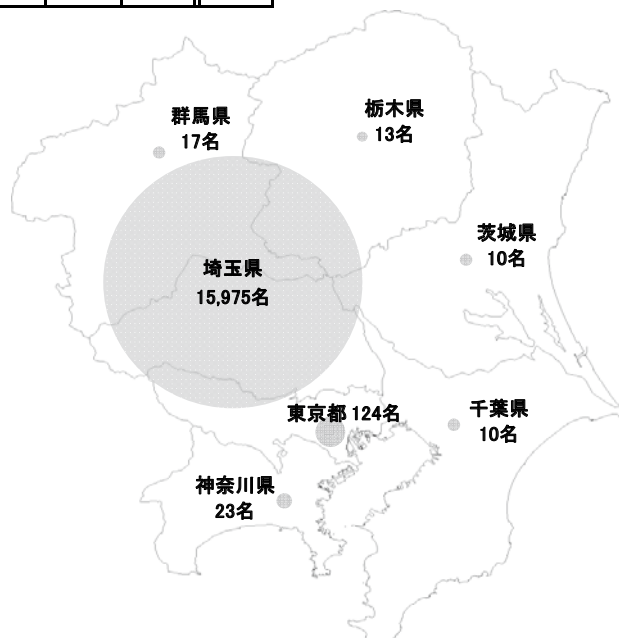 群馬県
17名
栃木県
13名
茨城県
10名
埼玉県
15,975名
東京都 124名
千葉県
10名
神奈川県
23名